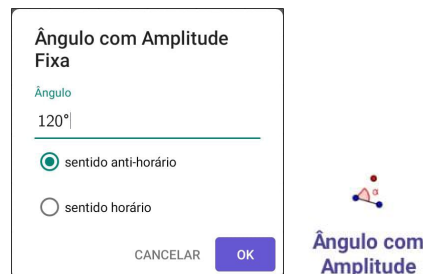 Ângulo com Amplitude
Fixa
Ângulo
120°
sentido anti-horário
sentido horário
CANCELAR OK
α
Ângulo com
Amplitude